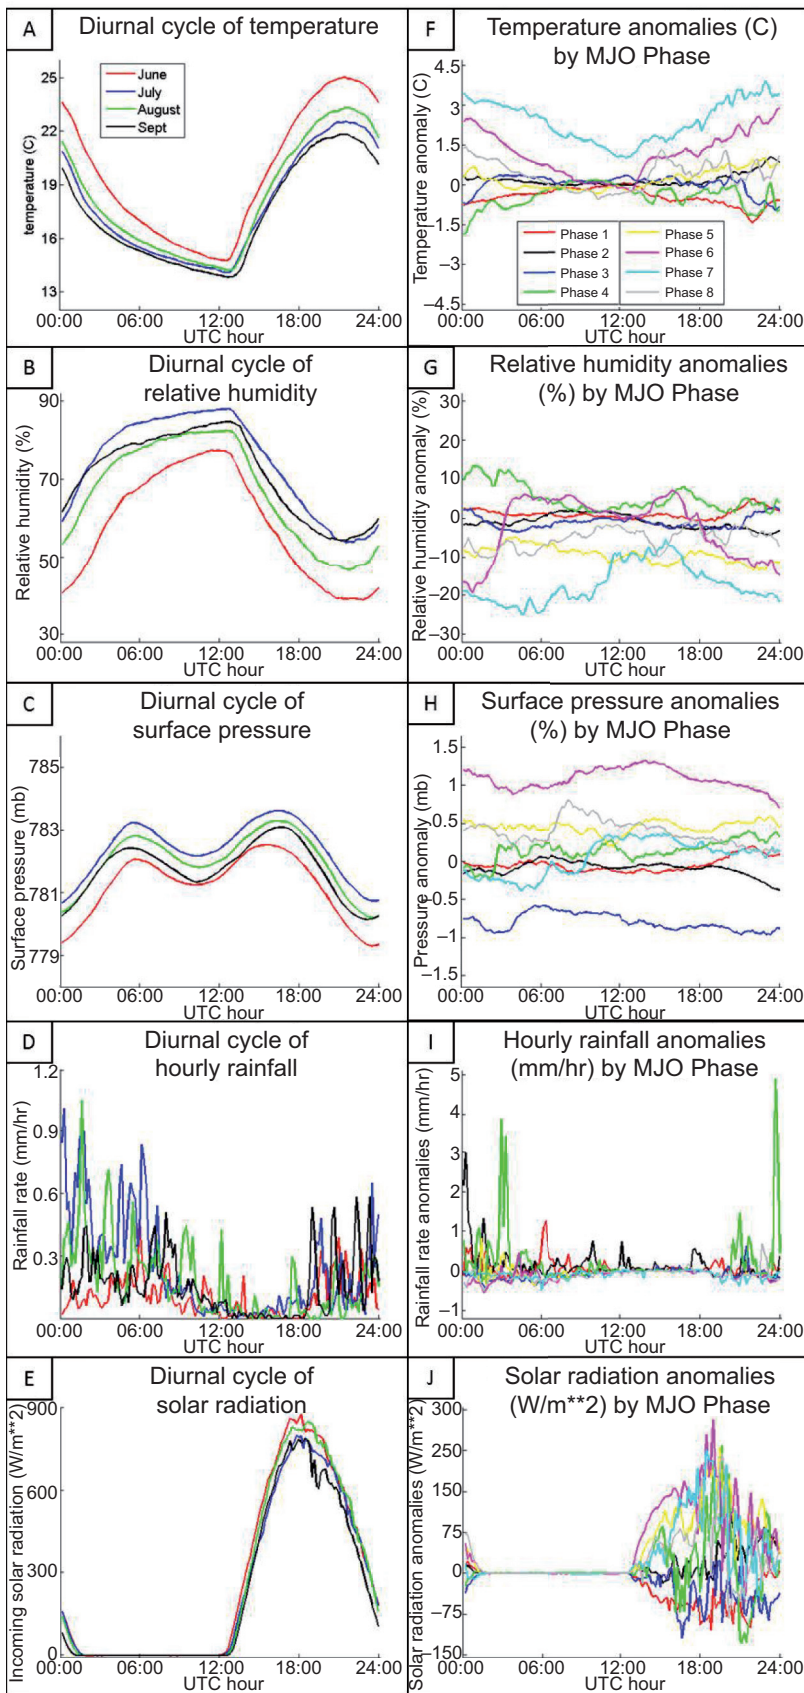 A
Diurnal cycle of temperature
temperature (C)
25
22
19
16
13
June
July
August
Sept
00:00 06:00 12:00 18:00 24:00
UTC hour
F
Temperature anomalies (C)
by MJO Phase
Temperature anomaly (C)
4.5
3
1.5
0
−1.5
−3
−4.5
Phase 1
Phase 2
Phase 3
Phase 4
Phase 5
Phase 6
Phase 7
Phase 8
00:00 06:00 12:00 18:00 24:00
UTC hour
B
Diurnal cycle of
relative humidity
Relative humidity (%)
90
70
50
30
00:00 06:00 12:00 18:00 24:00
UTC hour
G
Relative humidity anomalies
(%) by MJO Phase
Relative humidity anomaly (%)
30
20
10
0
−10
−20
−30
00:00 06:00 12:00 18:00 24:00
UTC hour
C
Diurnal cycle of
surface pressure
Surface pressure (mb)
785
783
781
779
00:00 06:00 12:00 18:00 24:00
UTC hour
H
Surface pressure anomalies
(%) by MJO Phase
Pressure anomaly (mb)
1.5
1
0.5
0
−0.5
−1
−1.5
00:00 06:00 12:00 18:00 24:00
UTC hour
D
Diurnal cycle of
hourly rainfall
Rainfall rate (mm/hr)
1.2
0.9
0.6
0.3
00:00 06:00 12:00 18:00 24:00
UTC hour
I
Hourly rainfall anomalies
(mm/hr) by MJO Phase
Rainfall rate anomalies (mm/hr)
5
4
3
2
1
0
−1
00:00 06:00 12:00 18:00 24:00
UTC hour
E
Diurnal cycle of
solar radiation
Incoming solar radiation (W/m**2)
900
600
300
0
00:00 06:00 12:00 18:00 24:00
UTC hour
J
Solar radiation anomalies
(W/m**2) by MJO Phase
Solar radiation anomalies (W/m**2)
300
225
150
75
0
−75
−150
00:00 06:00 12:00 18:00 24:00
UTC hour